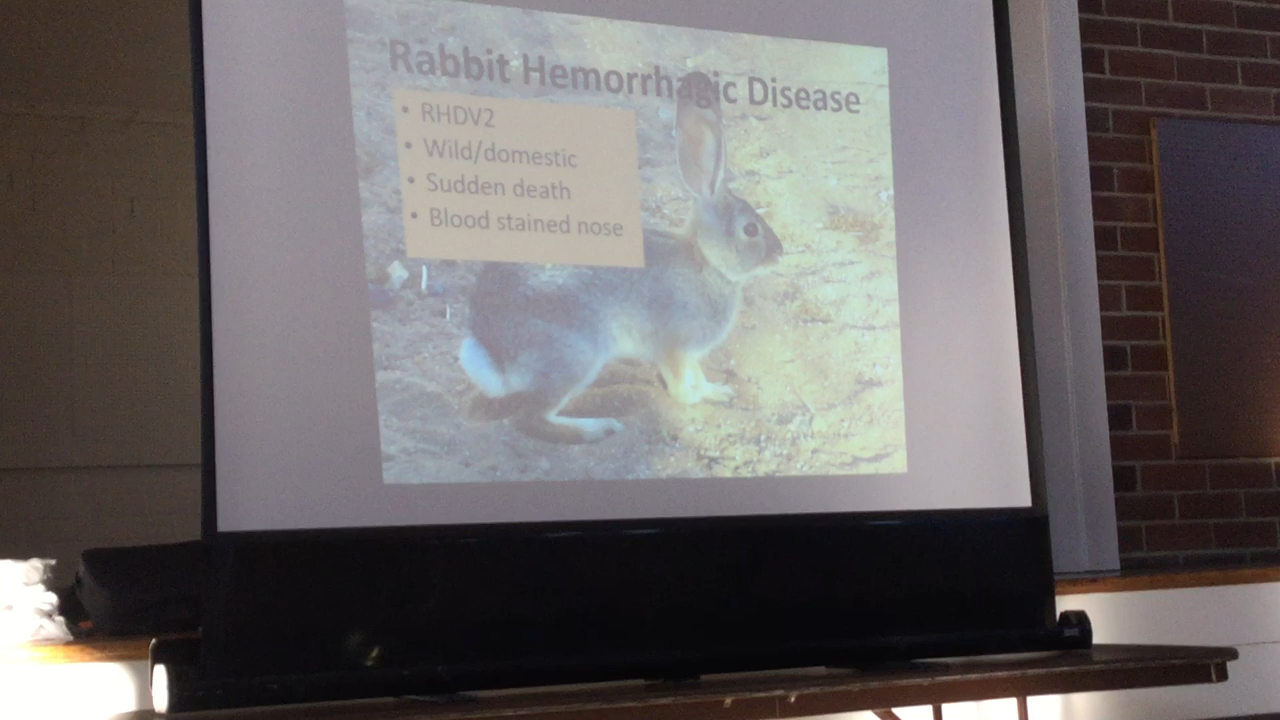 Rabbit Hemorrhagic Disease
• RHDV2
• Wild/domestic
• Sudden death
• Blood stained nose